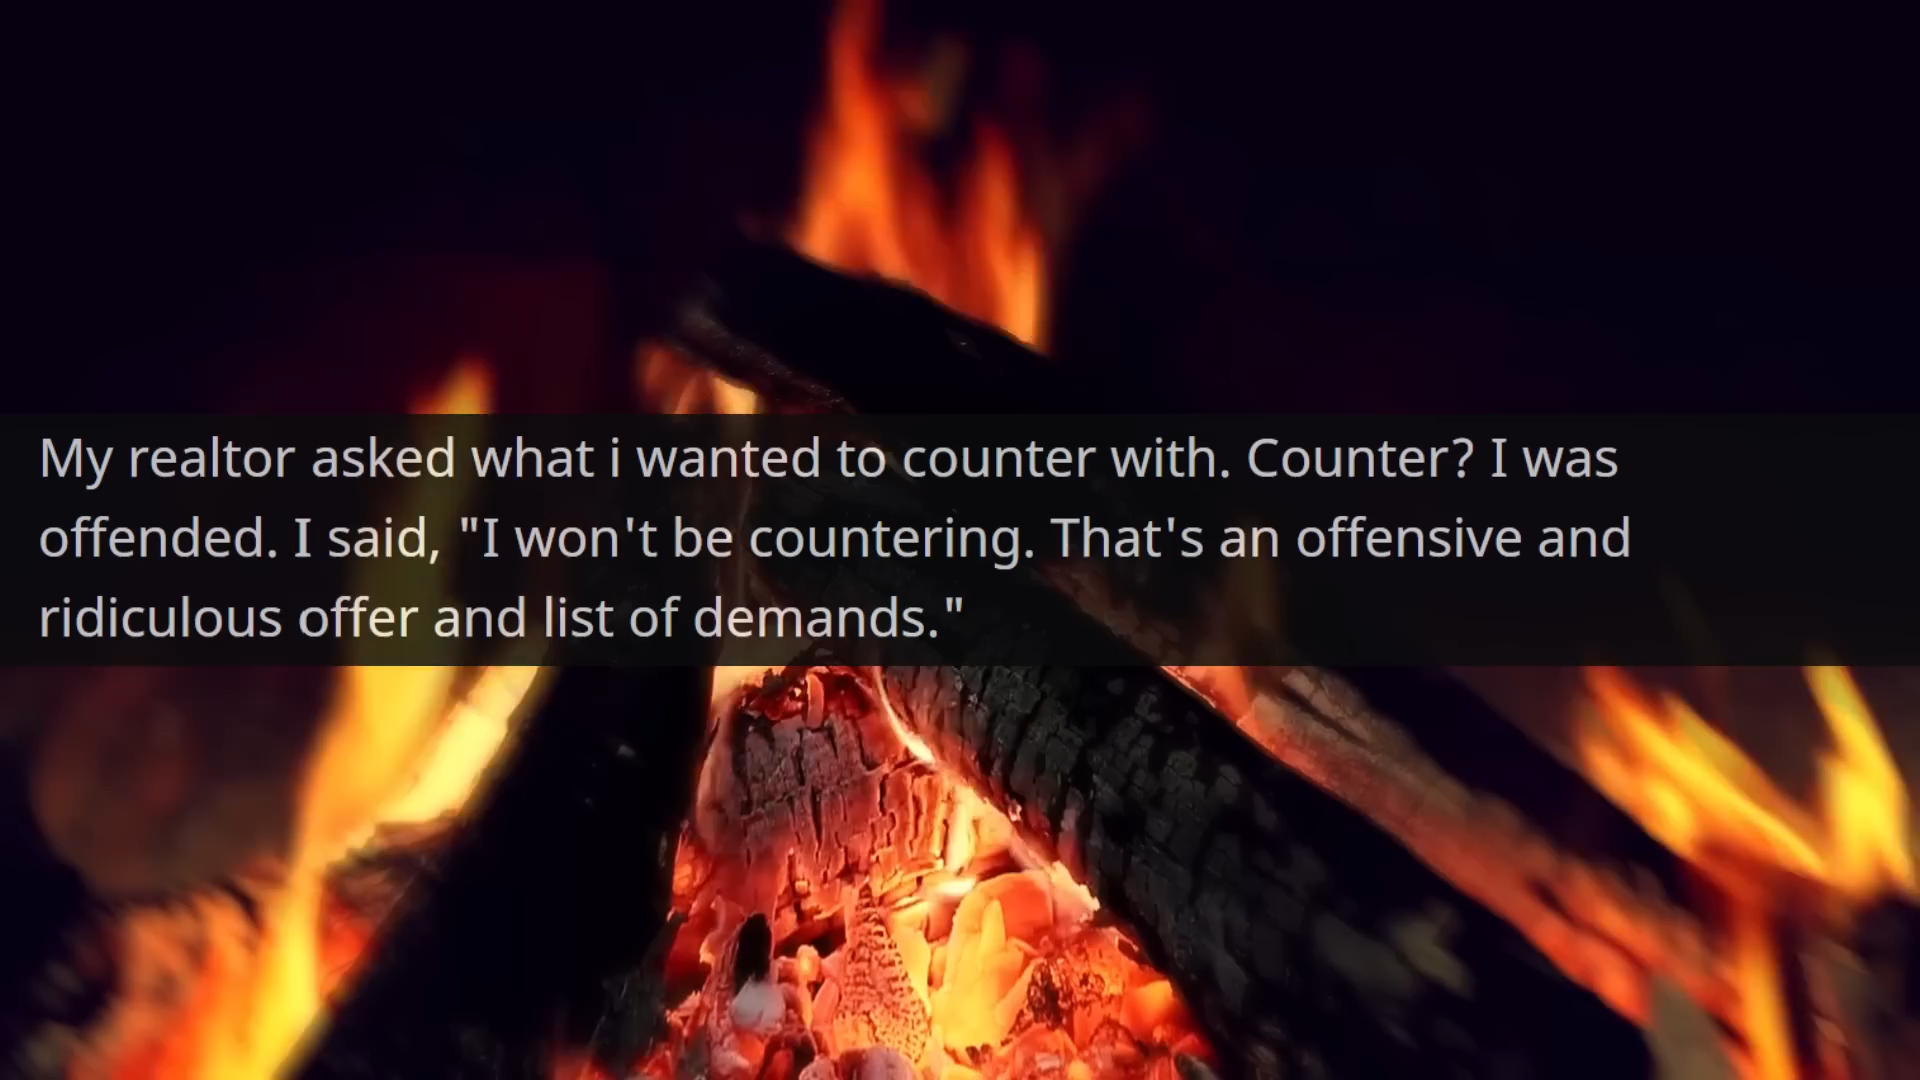 My realtor asked what i wanted to counter with. Counter? I was
offended. I said, "I won't be countering. That's an offensive and
ridiculous offer and list of demands."